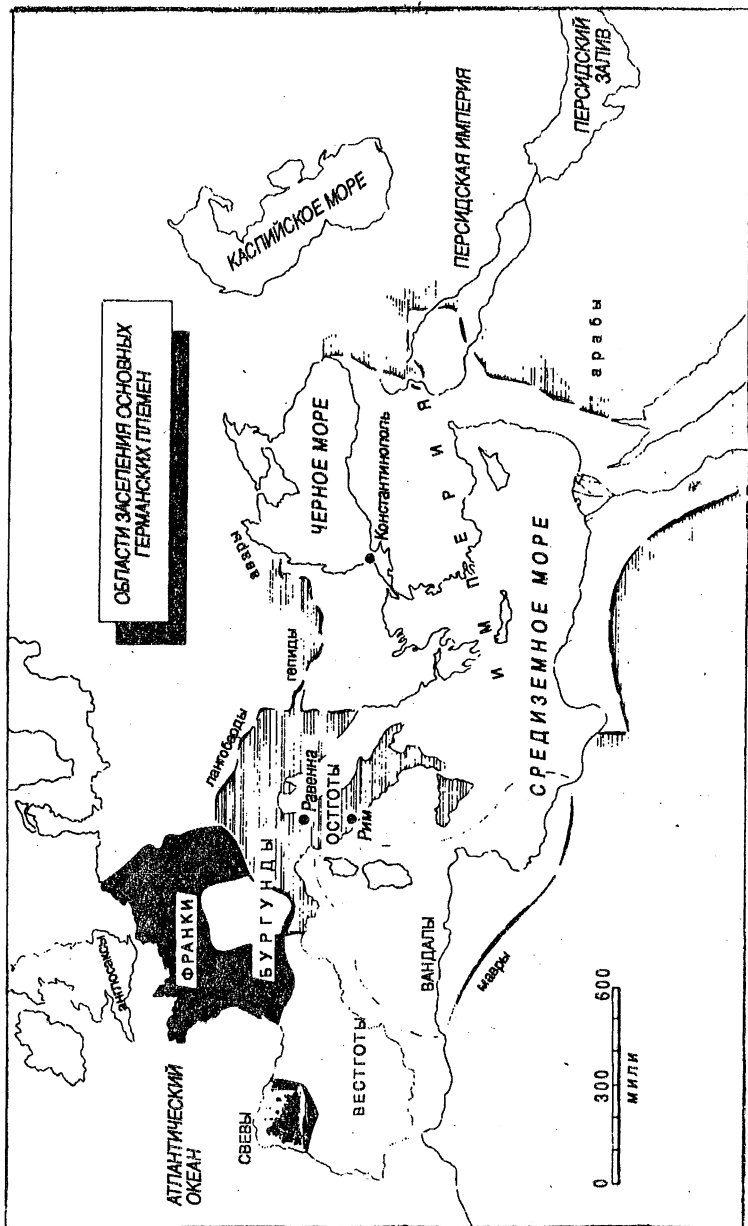 ОБЛАСТИ ЗАСЕЛЕНИЯ ОСНОВНЫХ
ГЕРМАНСКИХ ПЛЕМЕН
АТЛАНТИЧЕСКИЙ
ОКЕАН
англосаксы
ФРАНКИ
БУРГУНДЫ
СВЕВЫ
ВЕСТГОТЫ
ВАНДАЛЫ
мавры
лангобарды
Равенна
ОСТГОТЫ
Рим
гепиды
авары
ЧЕРНОЕ МОРЕ
Константинополь
ИМПЕРИЯ
СРЕДИЗЕМНОЕ МОРЕ
КАСПИЙСКОЕ МОРЕ
ПЕРСИДСКАЯ ИМПЕРИЯ
ПЕРСИДСКИЙ
ЗАЛИВ
арабы
0 300 600
МИЛИ